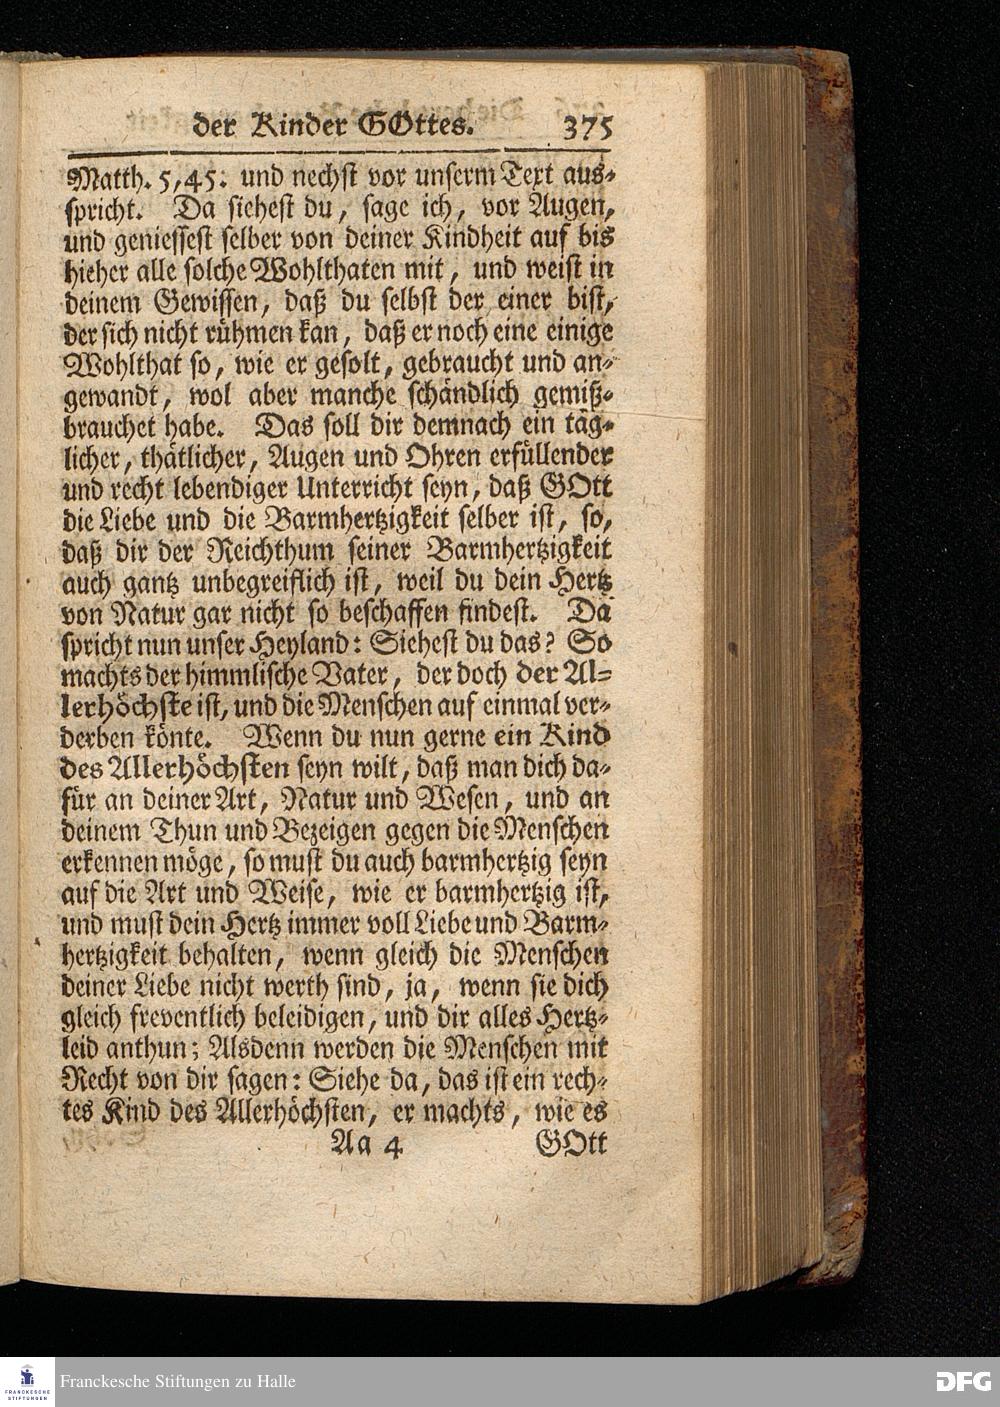 der Kinder GOttes. 375
Matth. 5, 45: und nechst vor unserm Text aus-
spricht. Da siehest du, sage ich, vor Augen,
und geniessest selber von deiner Kindheit auf bis
hieher alle solche Wohlthaten mit, und weist in
deinem Gewissen, daß du selbst der einer bist,
der sich nicht rühmen kan, daß er noch eine einige
Wohlthat so, wie er gesolt, gebraucht und an-
gewandt, wol aber manche schändlich gemiß-
brauchet habe. Das soll dir demnach ein täg-
licher, thätlicher, Augen und Ohren erfüllender
und recht lebendiger Unterricht seyn, daß GOtt
die Liebe und die Barmhertzigkeit selber ist, so,
daß dir der Reichthum seiner Barmhertzigkeit
auch gantz unbegreiflich ist, weil du dein Hertz
von Natur gar nicht so beschaffen findest. Da
spricht nun unser Heyland: Siehest du das? So
machts der himmlische Vater, der doch der Al-
lerhöchste ist, und die Menschen auf einmal ver-
derben könte. Wenn du nun gerne ein Kind
des Allerhöchsten seyn wilt, daß man dich da-
für an deiner Art, Natur und Wesen, und an
deinem Thun und Bezeigen gegen die Menschen
erkennen möge, so must du auch barmhertzig seyn
auf die Art und Weise, wie er barmhertzig ist,
und must dein Hertz immer voll Liebe und Barm-
hertzigkeit behalten, wenn gleich die Menschen
deiner Liebe nicht werth sind, ja, wenn sie dich
gleich freventlich beleidigen, und dir alles Hertz-
leid anthun; Alsdenn werden die Menschen mit
Recht von dir sagen: Siehe da, das ist ein rech-
tes Kind des Allerhöchsten, er machts, wie es
Aa 4 GOtt
FRANCKESCHE
STIFTUNGEN
Franckesche Stiftungen zu Halle
DFG